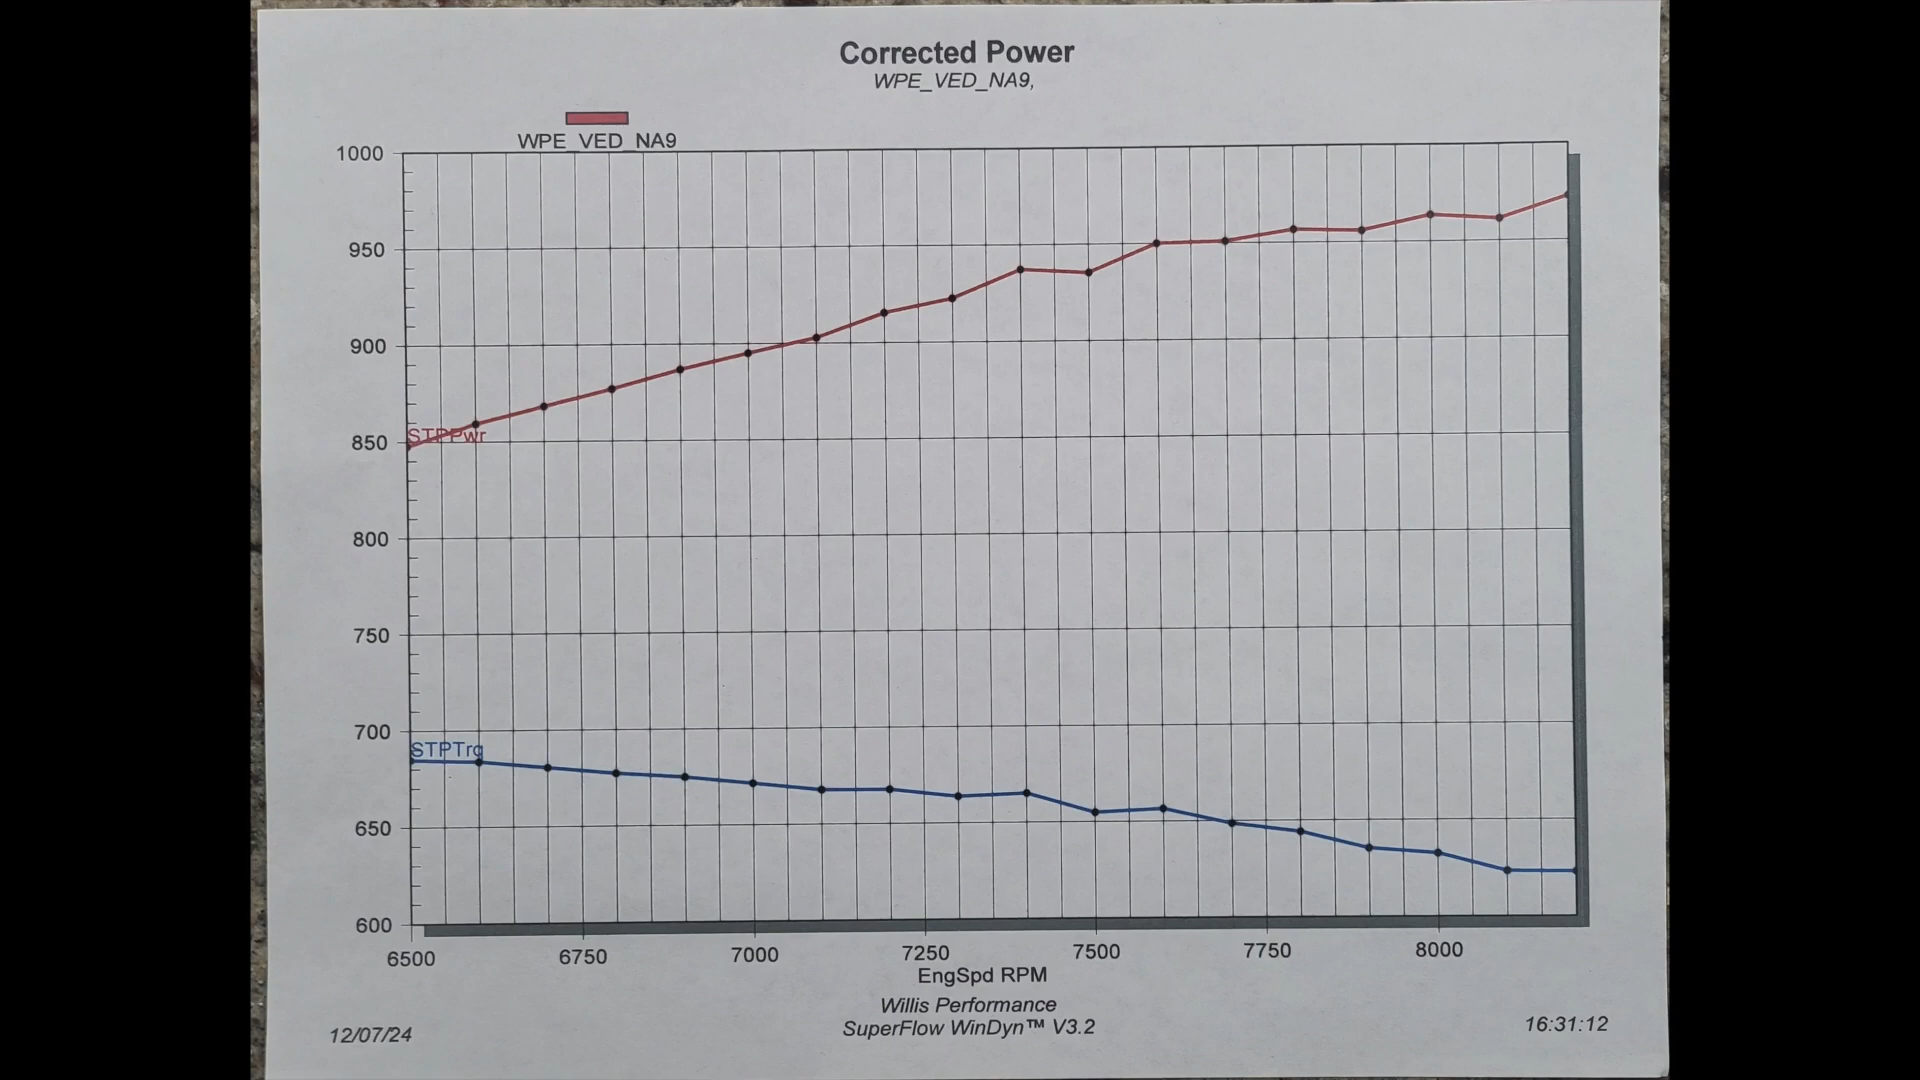 Corrected Power
WPE_VED_NA9,
WPE_VED_NA9
1000
950
900
850
800
750
700
650
600
STPPwr
STPTrq
6500 6750 7000 7250 7500 7750 8000
EngSpd RPM
Willis Performance
SuperFlow WinDyn™ V3.2
12/07/24
16:31:12